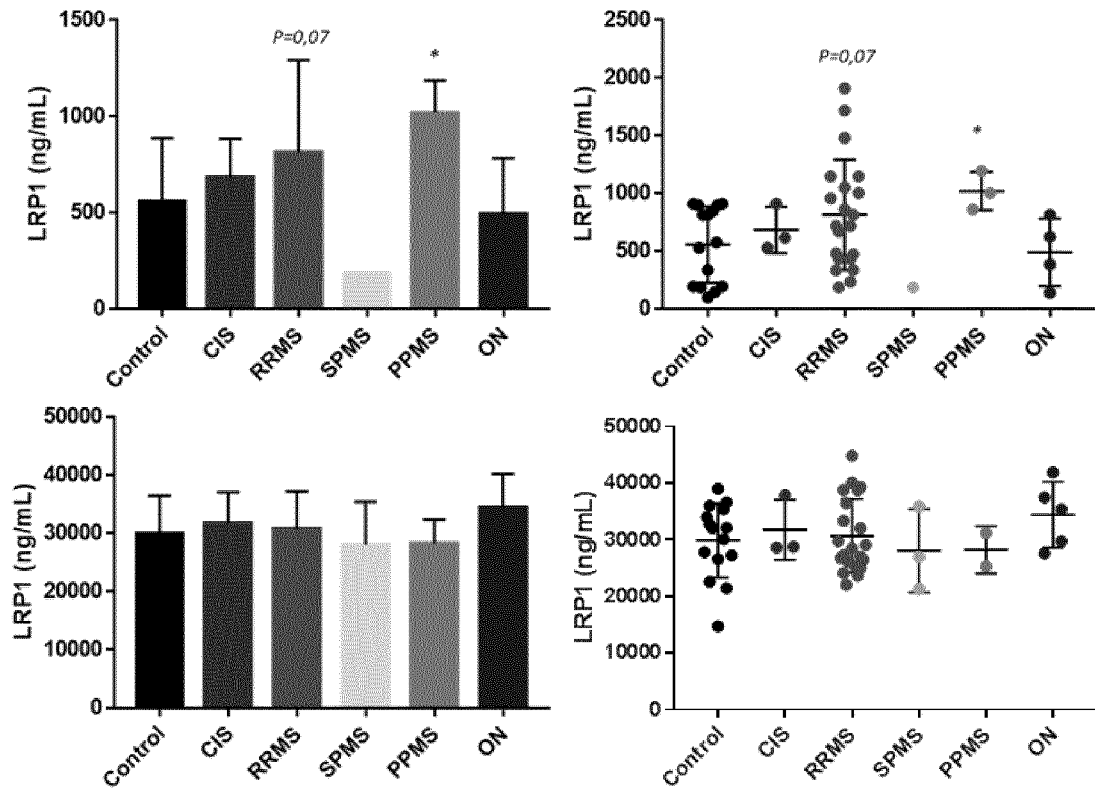 P=0,07
*
LRP1 (ng/mL)
1500
1000
500
0
Control
CIS
RRMS
SPMS
PPMS
ON
P=0,07
*
LRP1 (ng/mL)
2500
2000
1500
1000
500
0
Control
CIS
RRMS
SPMS
PPMS
ON
LRP1 (ng/mL)
50000
40000
30000
20000
10000
0
Control
CIS
RRMS
SPMS
PPMS
ON
LRP1 (ng/mL)
50000
40000
30000
20000
10000
0
Control
CIS
RRMS
SPMS
PPMS
ON